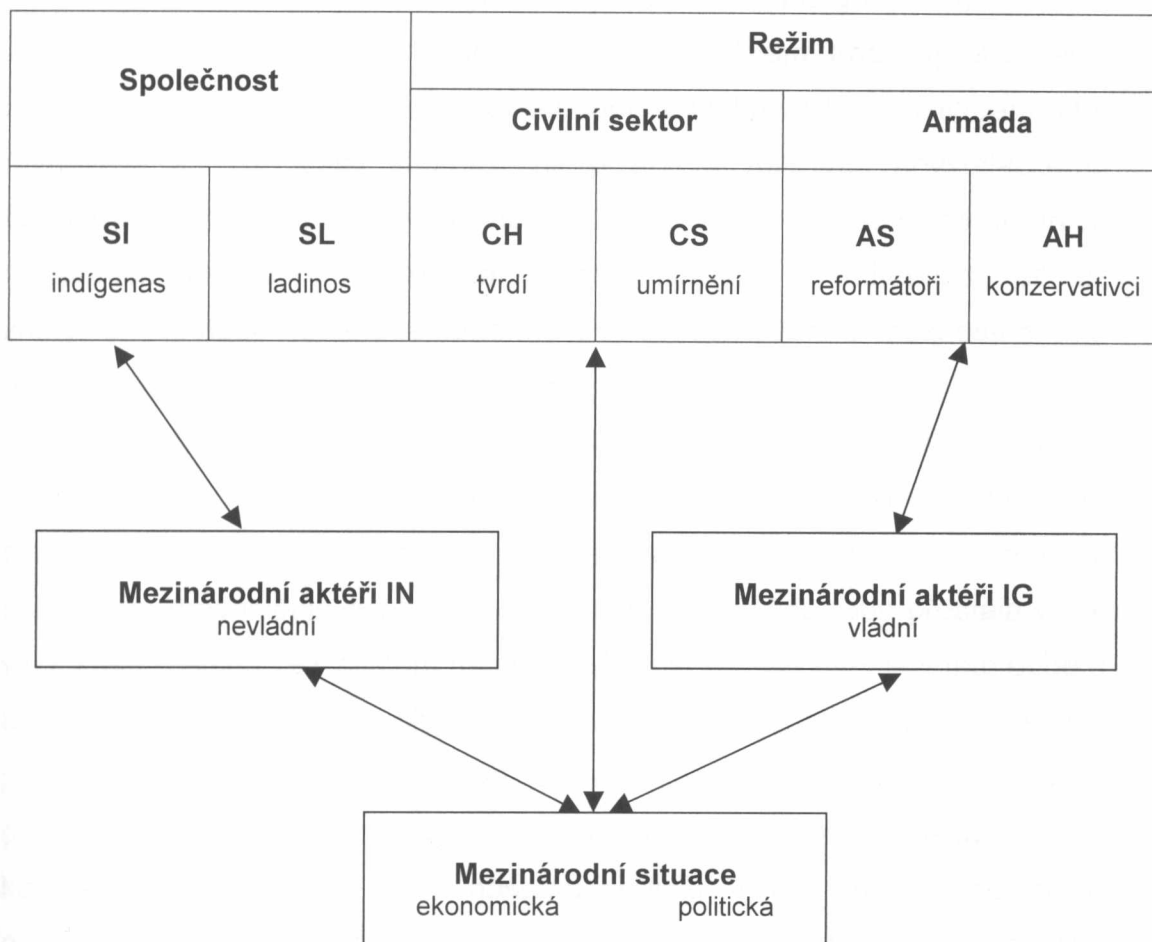 Společnost
Režim
Civilní sektor
Armáda
SI
indígenas
SL
ladinos
CH
tvrdí
CS
umírnění
AS
reformátoři
AH
konzervativci
Mezinárodní aktéři IN
nevládní
Mezinárodní aktéři IG
vládní
Mezinárodní situace
ekonomická politická